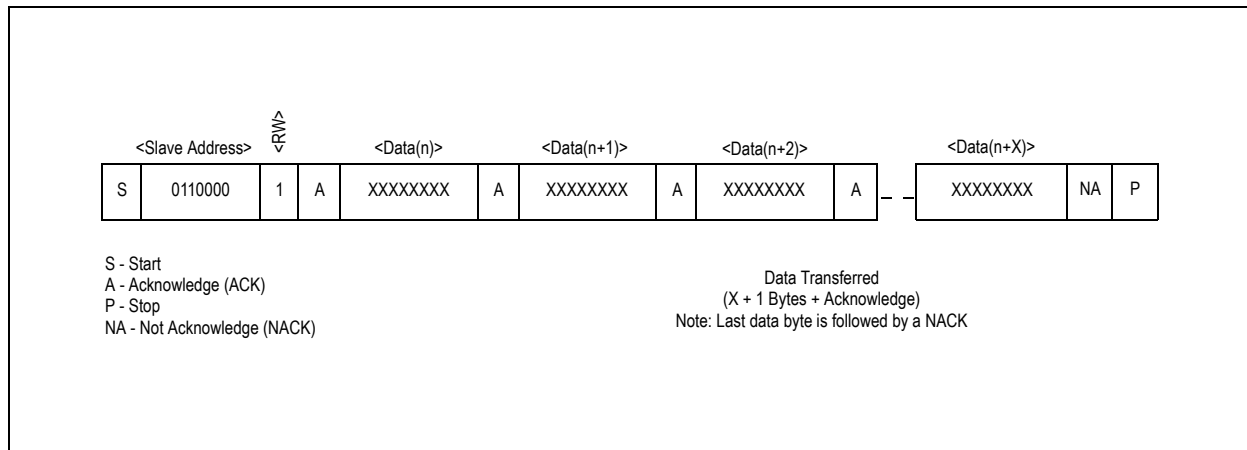 <Slave Address> <RW> <Data(n)> <Data(n+1)> <Data(n+2)> <Data(n+X)>
S 0110000 1 A XXXXXXXX A XXXXXXXX A XXXXXXXX A XXXXXXXX NA P
S - Start
A - Acknowledge (ACK)
P - Stop
NA - Not Acknowledge (NACK)
Data Transferred
(X + 1 Bytes + Acknowledge)
Note: Last data byte is followed by a NACK